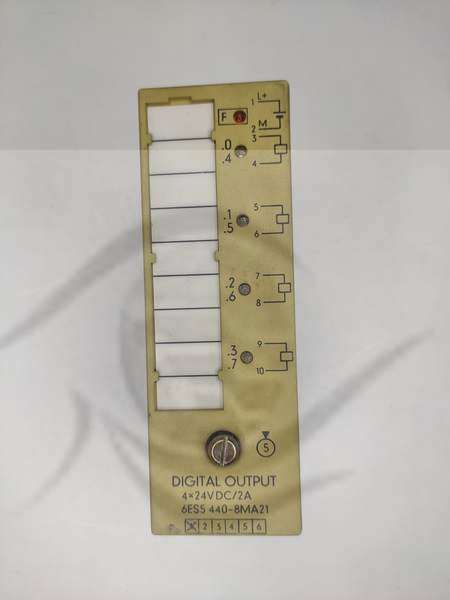 1 L+
F
2 M
.0 3
.4 4
.1 5
.5 6
.2 7
.6 8
.3 9
.7 10
S
DIGITAL OUTPUT
4×24VDC/2A
6ES5 440-8MA21
2 3 4 5 6